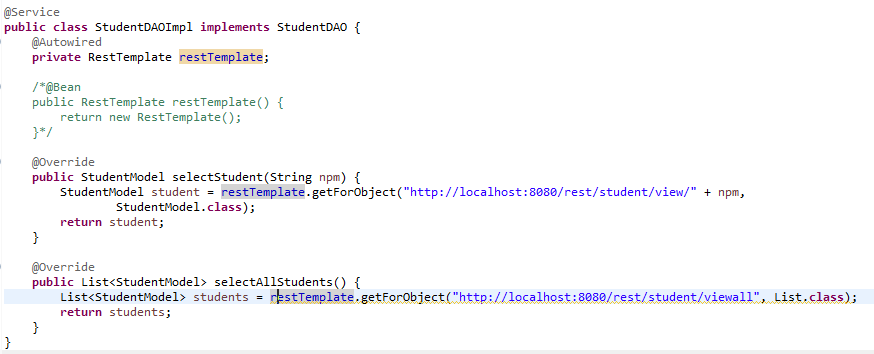 @Service
public class StudentDAOImpl implements StudentDAO {
@Autowired
private RestTemplate restTemplate;
/*@Bean
public RestTemplate restTemplate() {
return new RestTemplate();
}*/
@Override
public StudentModel selectStudent(String npm) {
StudentModel student = restTemplate.getForObject("http://localhost:8080/rest/student/view/" + npm,
StudentModel.class);
return student;
}
@Override
public List<StudentModel> selectAllStudents() {
List<StudentModel> students = restTemplate.getForObject("http://localhost:8080/rest/student/viewall", List.class);
return students;
}
}